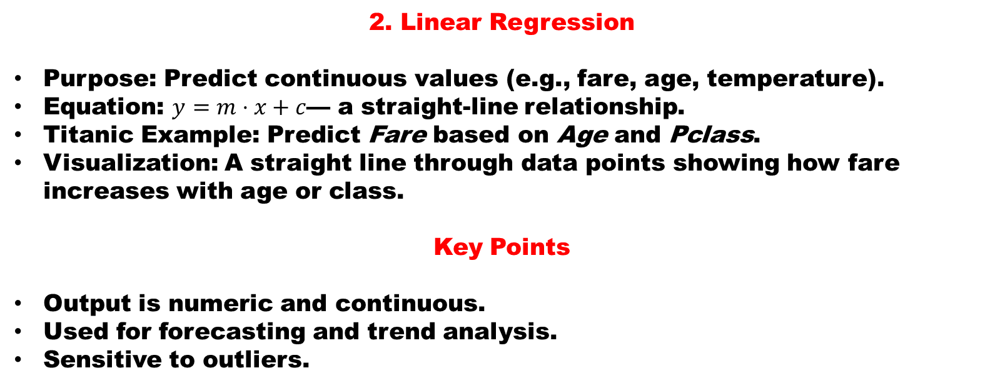 2. Linear Regression
• Purpose: Predict continuous values (e.g., fare, age, temperature).
• Equation: y = m · x + c— a straight-line relationship.
• Titanic Example: Predict Fare based on Age and Pclass.
• Visualization: A straight line through data points showing how fare
increases with age or class.
Key Points
• Output is numeric and continuous.
• Used for forecasting and trend analysis.
• Sensitive to outliers.